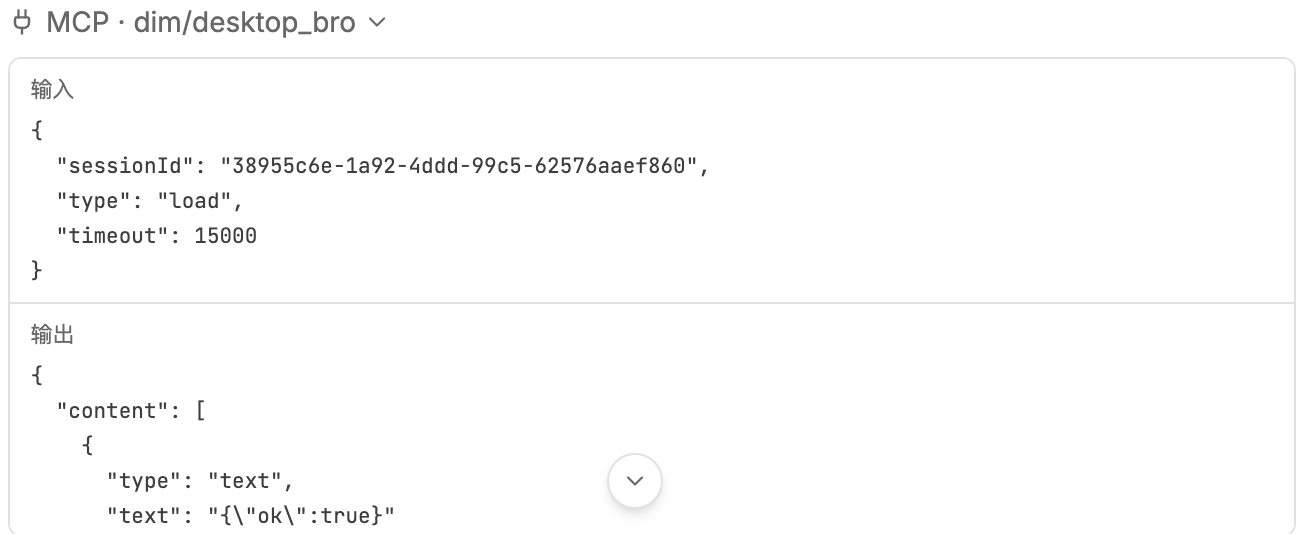 MCP · dim/desktop_bro
输入
{
  "sessionId": "38955c6e-1a92-4ddd-99c5-62576aaef860",
  "type": "load",
  "timeout": 15000
}
输出
{
  "content": [
    {
      "type": "text",
      "text": "{\"ok\":true}"